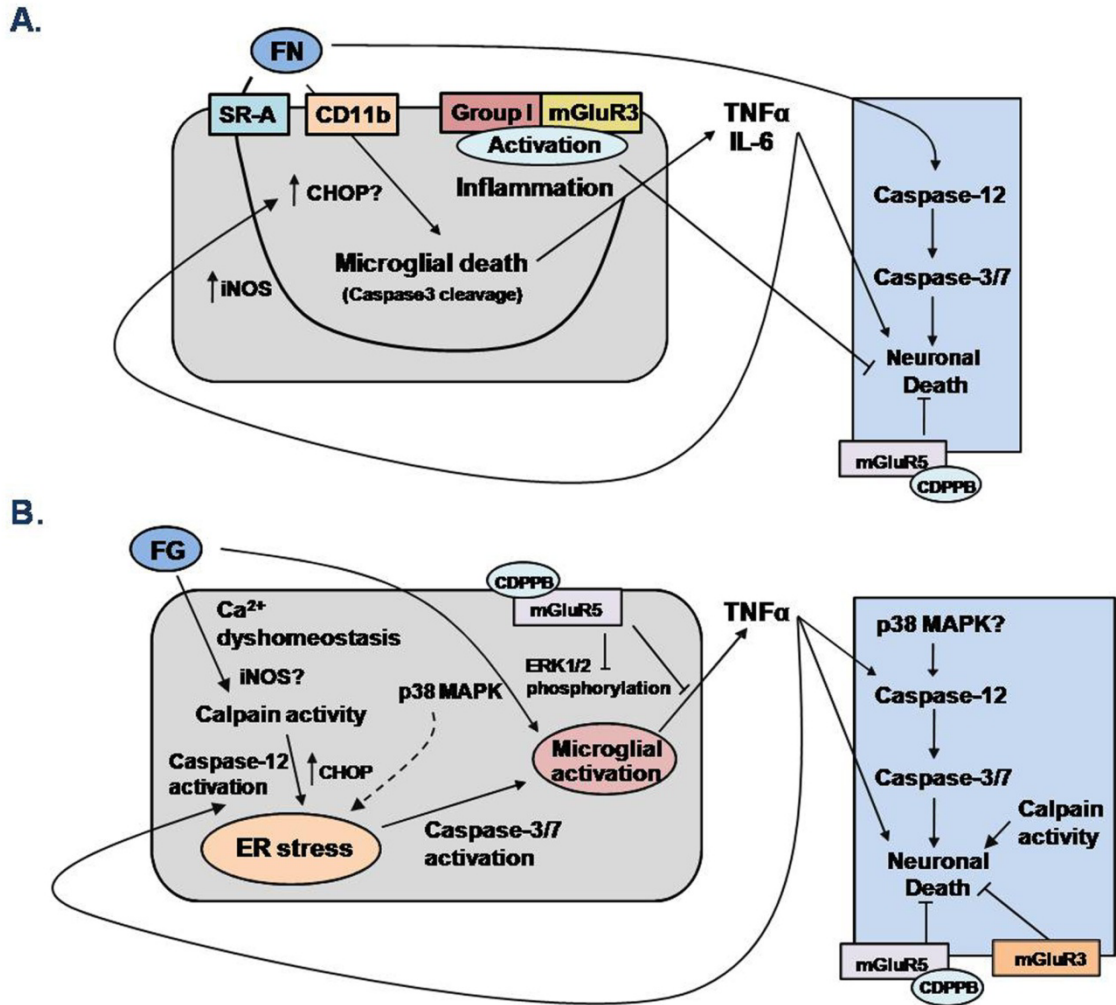 A.
FN
SR-A
CD11b
Group I
mGluR3
Activation
Inflammation
↑ CHOP?
↑ iNOS
Microglial death
(Caspase3 cleavage)
TNFα
IL-6
Caspase-12
Caspase-3/7
Neuronal
Death
mGluR5
CDPPB
B.
FG
Ca²⁺
dyshomeostasis
iNOS?
Calpain activity
Caspase-12
activation
↑ CHOP
p38 MAPK
ER stress
Caspase-3/7
activation
CDPPB
mGluR5
ERK1/2
phosphorylation
Microglial
activation
TNFα
p38 MAPK?
Caspase-12
Caspase-3/7
Calpain
activity
Neuronal
Death
mGluR5
CDPPB
mGluR3